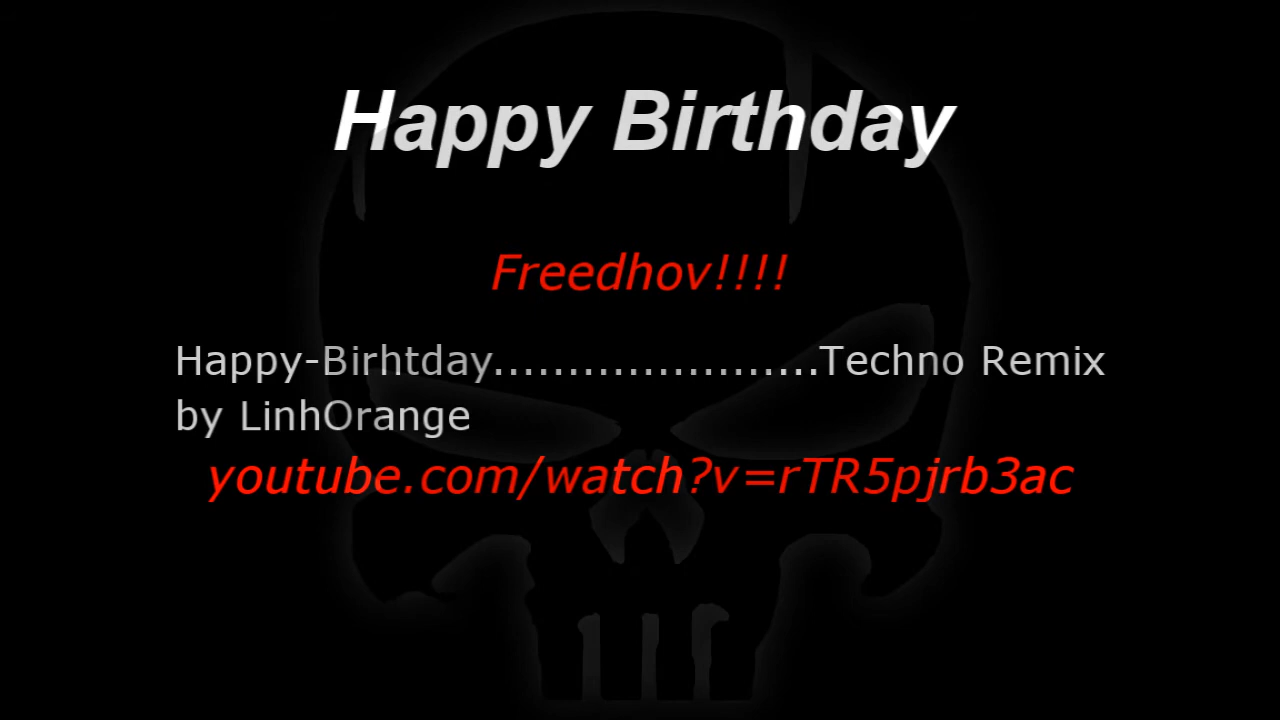 Happy Birthday
Freedhov!!!!
Happy-Birhtday......................Techno Remix
by LinhOrange
youtube.com/watch?v=rTR5pjrb3ac